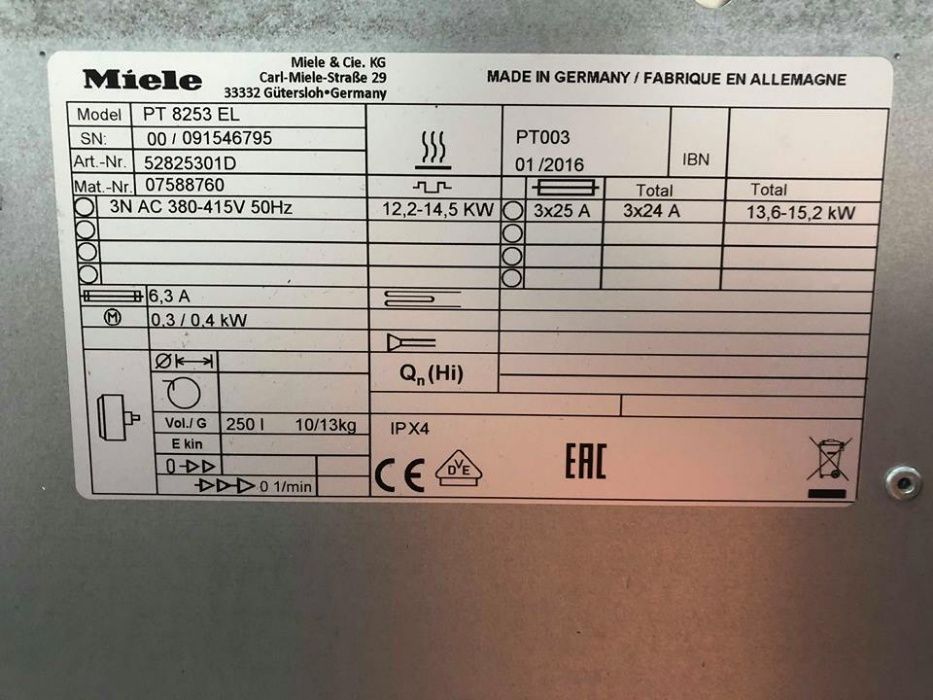 Miele
Miele & Cie. KG
Carl-Miele-Straße 29
33332 Gütersloh•Germany
MADE IN GERMANY / FABRIQUE EN ALLEMAGNE
Model PT 8253 EL
SN: 00 / 091546795
Art.-Nr. 52825301D
Mat.-Nr. 07588760
PT003
01 /2016
IBN
Total
Total
3N AC 380-415V 50Hz
12,2-14,5 KW
3x25 A
3x24 A
13,6-15,2 kW
6,3 A
M
0,3 / 0,4 kW
Qn (Hi)
Ø
Vol./ G 250 l 10/13kg
E kin
0
0 1/min
IP X4
CE
DVE
EAC